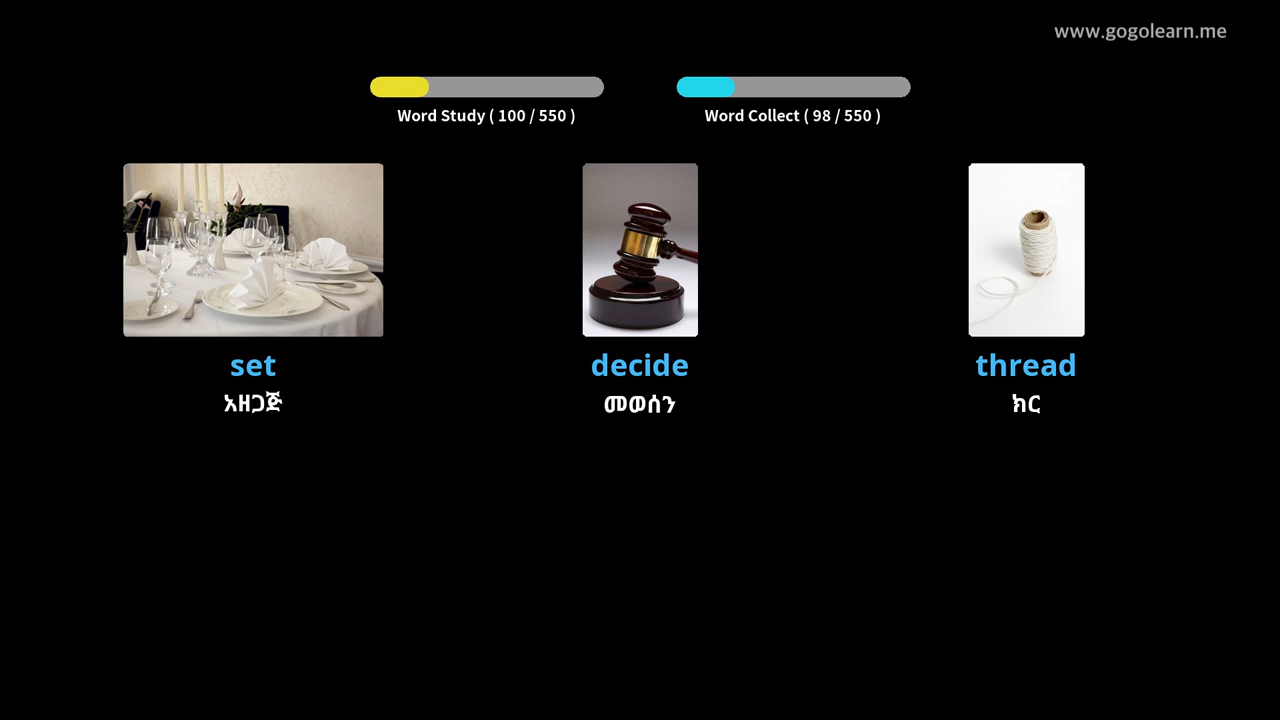 www.gogolearn.me
Word Study ( 100 / 550 )
Word Collect ( 98 / 550 )
set
አዘጋጅ
decide
መወሰን
thread
ክር